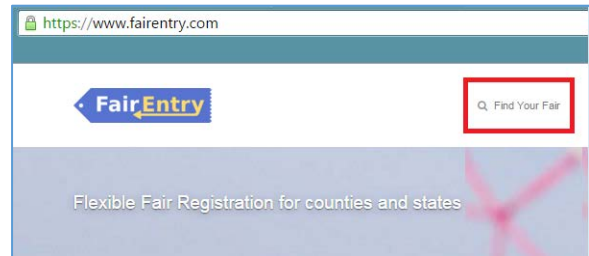 https://www.fairentry.com
FairEntry
Find Your Fair
Flexible Fair Registration for counties and states